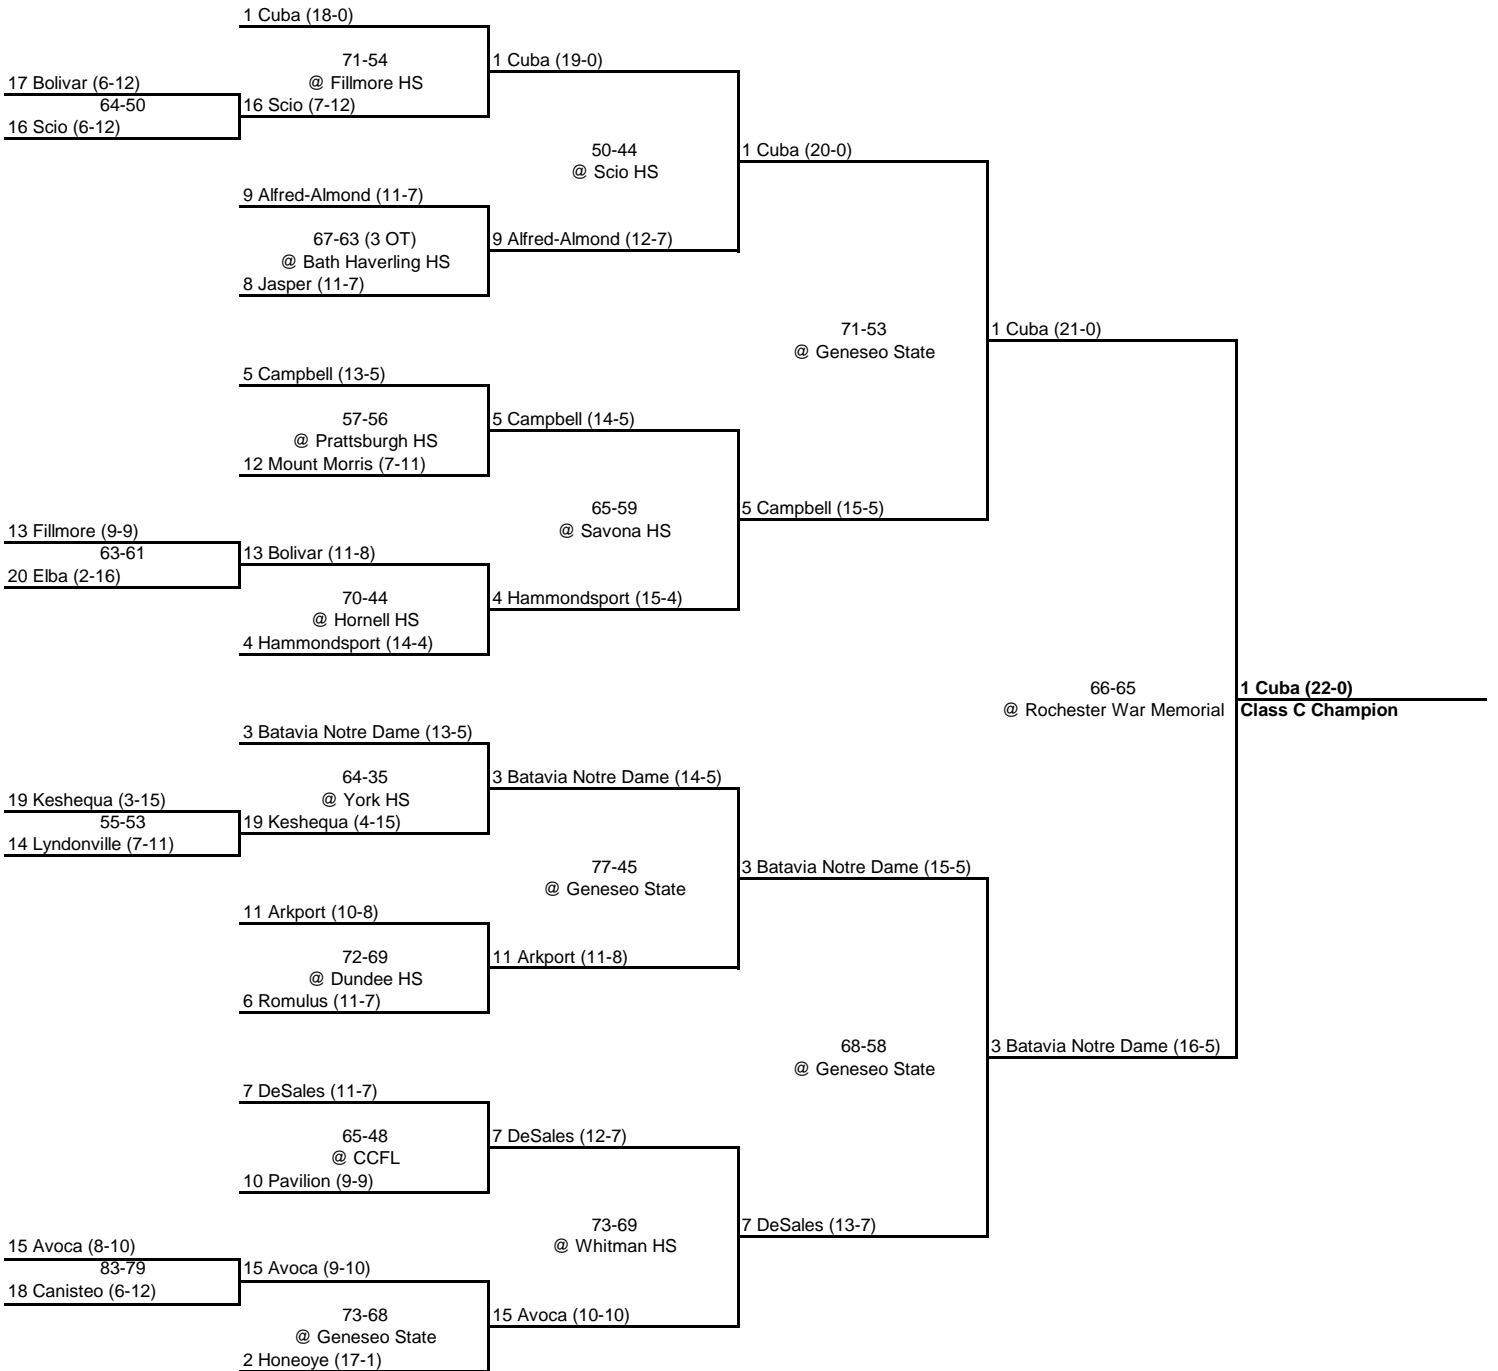 1 Cuba (18-0)
71-54
@ Fillmore HS
1 Cuba (19-0)
17 Bolivar (6-12)
64-50
16 Scio (7-12)
16 Scio (6-12)
50-44
@ Scio HS
1 Cuba (20-0)
9 Alfred-Almond (11-7)
67-63 (3 OT)
@ Bath Haverling HS
9 Alfred-Almond (12-7)
8 Jasper (11-7)
71-53
@ Geneseo State
1 Cuba (21-0)
5 Campbell (13-5)
57-56
@ Prattsburgh HS
5 Campbell (14-5)
12 Mount Morris (7-11)
65-59
@ Savona HS
5 Campbell (15-5)
13 Fillmore (9-9)
63-61
13 Bolivar (11-8)
20 Elba (2-16)
70-44
@ Hornell HS
4 Hammondsport (15-4)
4 Hammondsport (14-4)
66-65
@ Rochester War Memorial
1 Cuba (22-0)
Class C Champion
3 Batavia Notre Dame (13-5)
64-35
@ York HS
3 Batavia Notre Dame (14-5)
19 Keshequa (3-15)
55-53
19 Keshequa (4-15)
14 Lyndonville (7-11)
77-45
@ Geneseo State
3 Batavia Notre Dame (15-5)
11 Arkport (10-8)
72-69
@ Dundee HS
11 Arkport (11-8)
6 Romulus (11-7)
68-58
@ Geneseo State
3 Batavia Notre Dame (16-5)
7 DeSales (11-7)
65-48
@ CCFL
7 DeSales (12-7)
10 Pavilion (9-9)
73-69
@ Whitman HS
7 DeSales (13-7)
15 Avoca (8-10)
83-79
15 Avoca (9-10)
18 Canisteo (6-12)
73-68
@ Geneseo State
15 Avoca (10-10)
2 Honeoye (17-1)